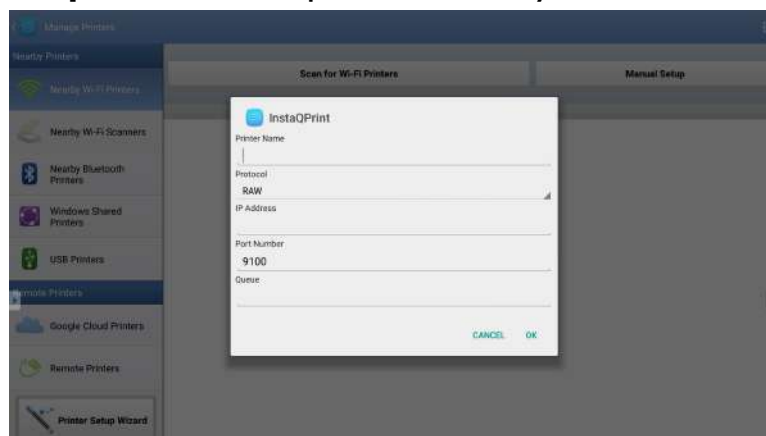 Manage Printers
Nearby Printers
Scan for Wi-Fi Printers
Manual Setup
Nearby Wi-Fi Printers
Nearby Wi-Fi Scanners
Nearby Bluetooth
Printers
Windows Shared
Printers
USB Printers
Remote Printers
Google Cloud Printers
Remote Printers
Printer Setup Wizard
InstaQPrint
Printer Name
Protocol
RAW
IP Address
Port Number
9100
Queue
CANCEL
OK